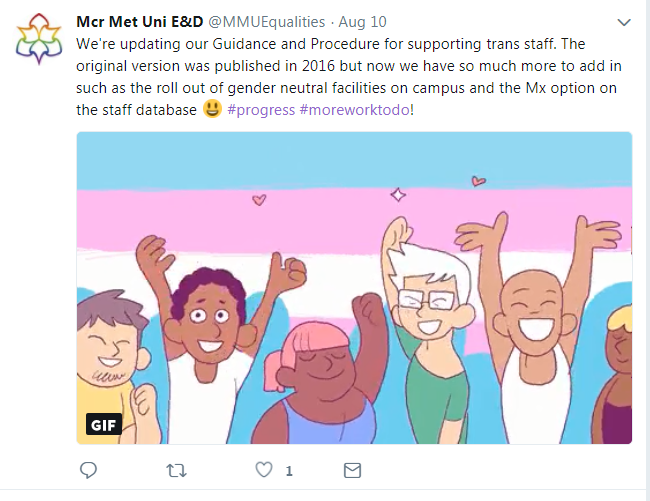 Mcr Met Uni E&D @MMUEqualities · Aug 10
We're updating our Guidance and Procedure for supporting trans staff. The
original version was published in 2016 but now we have so much more to add in
such as the roll out of gender neutral facilities on campus and the Mx option on
the staff database 😃 #progress #moreworktodo!
GIF
1